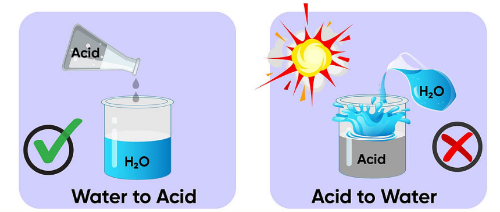 Acid
H₂O
Water to Acid
H₂O
Acid
Acid to Water